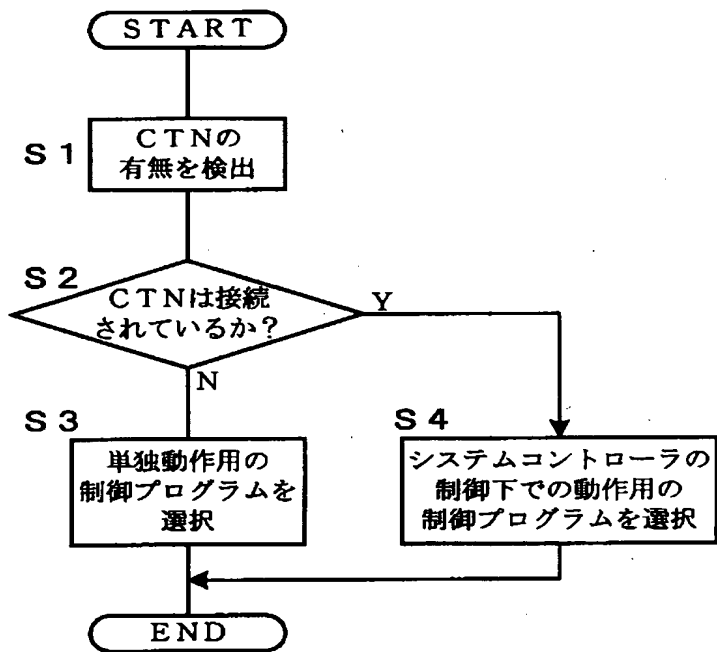 START
S1
CTNの
有無を検出
S2
CTNは接続
されているか?
Y
N
S3
単独動作用の
制御プログラムを
選択
S4
システムコントローラの
制御下での動作用の
制御プログラムを選択
END